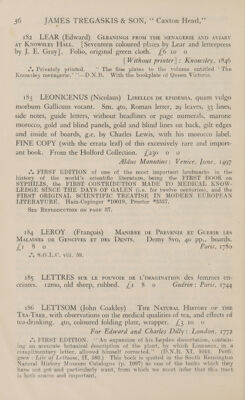 36 JAMES TREGASKIS & SON, "Caxton Head,"
182 LEAR (Edward) GLEANINGS FROM THE MENAGERIE AND AVIARY
AT KNOWSLEY HALL. [Seventeen coloured plates by Lear and letterpress
by J. E. Gray]. Folio, original green cloth. £6 10 0
[Without printer]: Knowsley, 1846
⁂ Privately printed. "The fine plates to the volume entitled 'The
Knowsley menagerie.'"—D.N.B. With the bookplate of Queen Victoria.
183 LEONICENUS (Nicolaus) LIBELLUS DE EPIDEMIA, quam vulgo
morbum Gallicum vocant. Sm. 4to, Roman letter, 29 leaves, 33 lines,
side notes, guide letters, without headlines or page numerals, marone
morocco, gold and blind panels, gold and blind lines on back, gilt edges
and inside of boards, g.e. by Charles Lewis, with his morocco label.
FINE COPY (with the errata leaf) of this excessively rare and import-
ant book. From the Holford Collection. £250 0 0
Aldus Manutius: Venice, June, 1497
⁂ FIRST EDITION of one of the most important landmarks in the
history of the world's scientific literature, being the FIRST BOOK on
SYPHILIS, the FIRST CONTRIBUTION MADE TO MEDICAL KNOW-
LEDGE SINCE THE DAYS OF GALEN (i.e. for twelve centuries), and the
FIRST ORIGINAL SCIENTIFIC TREATISE IN MODERN EUROPEAN
LITERATURE. Hain-Copinger *10019, Proctor *5557.
SEE REPRODUCTION ON PAGE 37.
184 LEROY (François) MANIERE DE PREVENIR ET GUERIR LES
MALADIES DE GENCIVES ET DES DENTS. Demy 8vo, 40 pp., boards.
£1 8 0 Paris, 1780
⁂ S.G.L.C. viii. 59.
185 LETTRES SUR LE POUVOIR DE L'IMAGINATION des femmes en-
ceintes. 12mo, old sheep, rubbed. £1 8 0 Guérin: Paris, 1744
186 LETTSOM (John Coakley) THE NATURAL HISTORY OF THE
TEA-TREE, with observations on the medical qualities of tea, and effects of
tea-drinking. 4to, coloured folding plate, wrapper. £3 10 0
For Edward and Charles Dilly: London, 1772
⁂ FIRST EDITION. "An expansion of his Leyden dissertation, contain-
ing an accurate botanical description of the plant, by which Linnaeus, in a
complimentary letter, allowed himself corrected." (D.N.B. XI. 1013. Petti-
grew: Life of Lettsom, II. 583.) This book is quoted in the South Kensington
Natural History Museum Catalogue (p. 1097) as one of the tasks which they
have not got and particularly want, from which we must infer that this tract
is both scarce and important.